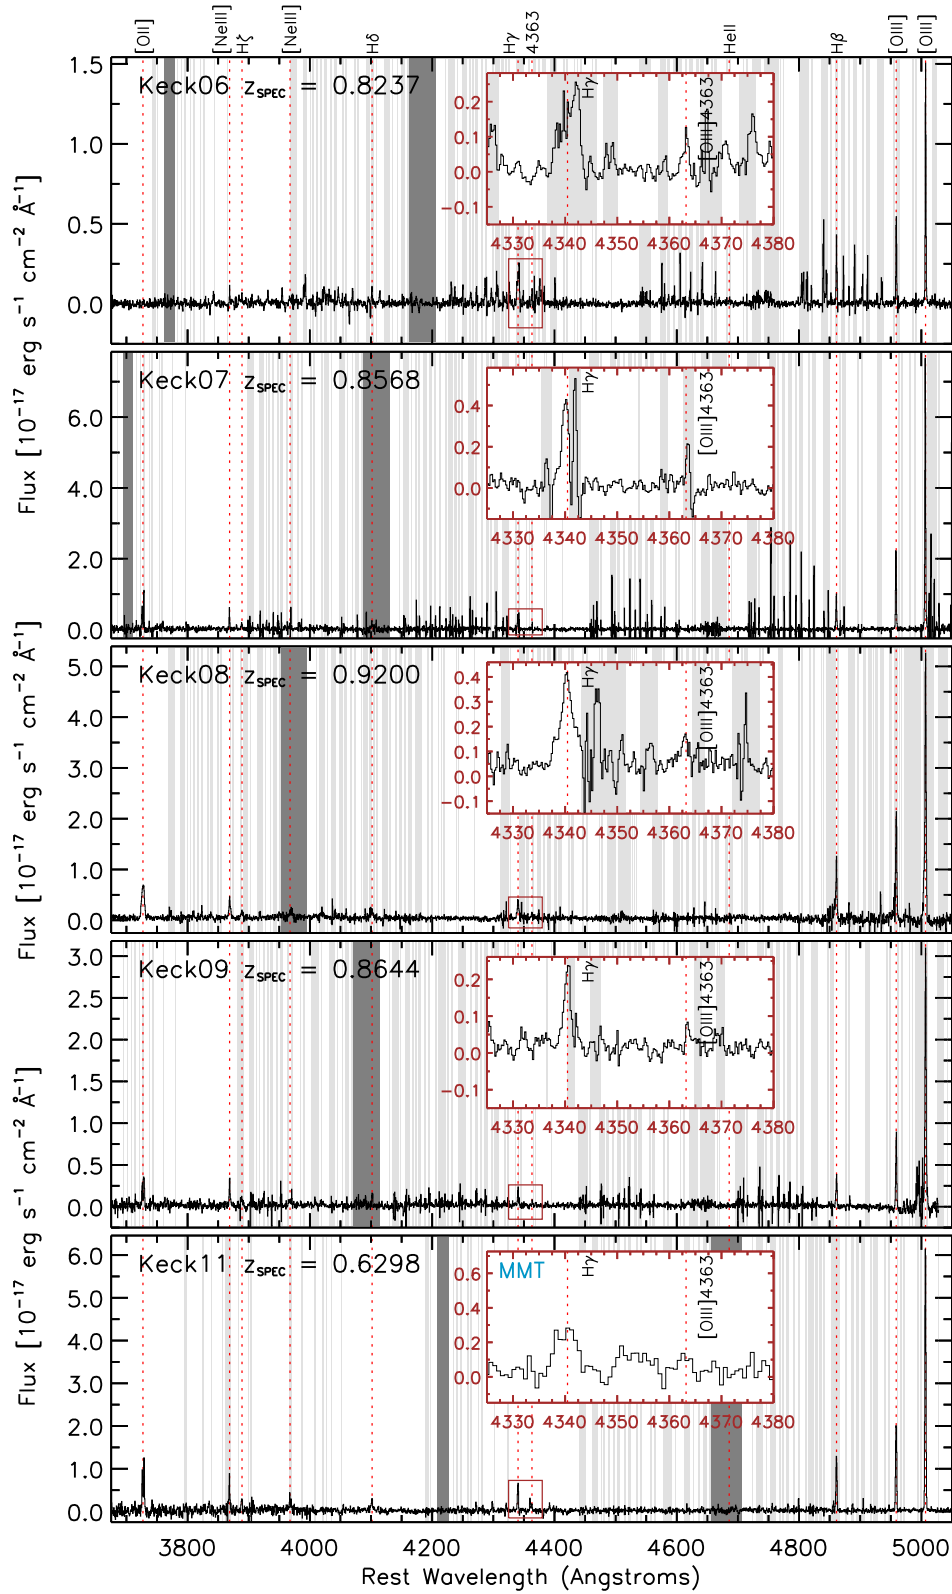 [OII] [NeIII] Hζ [NeIII] Hδ Hγ 4363 HeII Hβ [OIII] [OIII]
Keck06 z_SPEC = 0.8237
1.5
1.0
0.5
0.0
Hγ [OIII]4363
0.2
0.1
0.0
−0.1
4330 4340 4350 4360 4370 4380
Flux [10⁻¹⁷ erg s⁻¹ cm⁻² Å⁻¹]
Keck07 z_SPEC = 0.8568
6.0
4.0
2.0
0.0
Hγ [OIII]4363
0.4
0.2
0.0
4330 4340 4350 4360 4370 4380
Keck08 z_SPEC = 0.9200
5.0
4.0
3.0
2.0
1.0
0.0
Hγ [OIII]4363
0.4
0.3
0.2
0.1
0.0
−0.1
4330 4340 4350 4360 4370 4380
Flux [10⁻¹⁷ erg s⁻¹ cm⁻² Å⁻¹]
Keck09 z_SPEC = 0.8644
3.0
2.5
2.0
1.5
1.0
0.5
0.0
Hγ [OIII]4363
0.2
0.1
0.0
−0.1
4330 4340 4350 4360 4370 4380
Flux [10⁻¹⁷ erg s⁻¹ cm⁻² Å⁻¹]
Keck11 z_SPEC = 0.6298
6.0
5.0
4.0
3.0
2.0
1.0
0.0
MMT Hγ [OIII]4363
0.6
0.4
0.2
0.0
4330 4340 4350 4360 4370 4380
3800 4000 4200 4400 4600 4800 5000
Rest Wavelength (Angstroms)